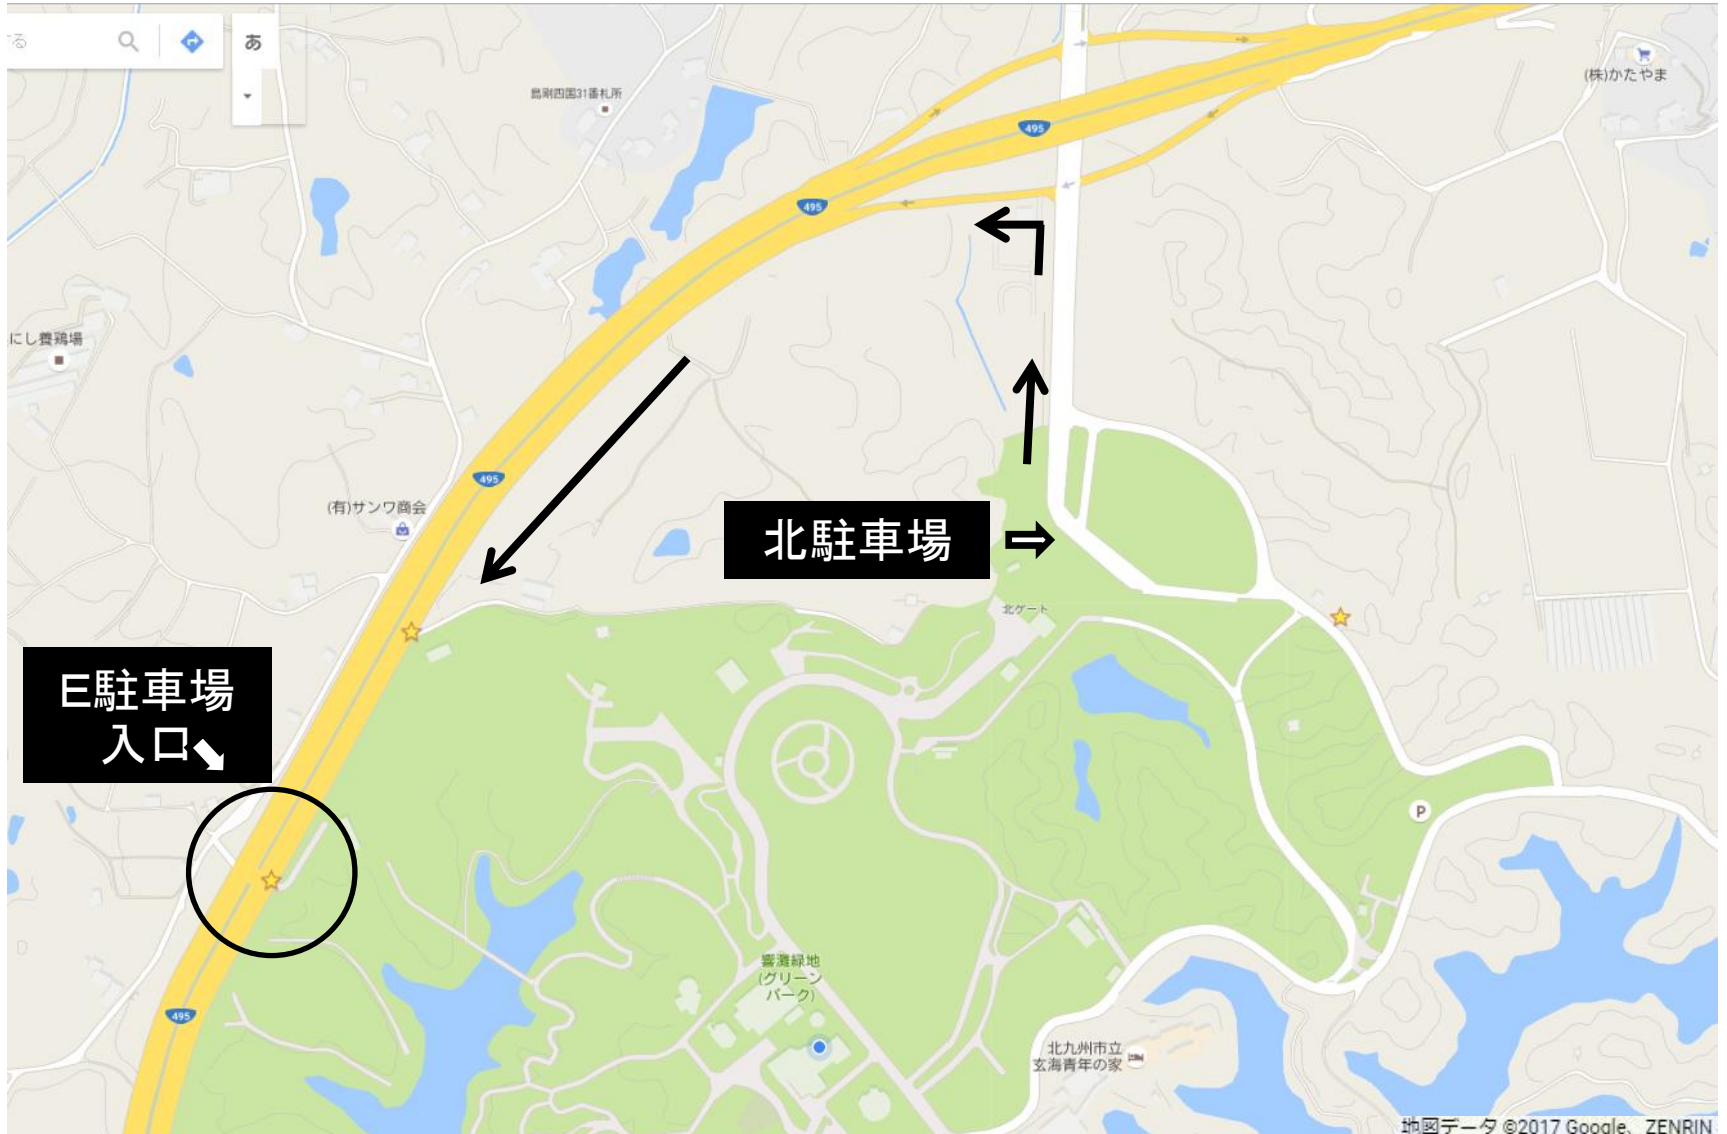 する
あ
島剛四国31番札所
(株)かたやま
495
495
にし養鶏場
495
(有)サンワ商会
北駐車場
北ゲート
E駐車場
入口
P
響灘緑地
(グリーン
パーク)
495
北九州市立
玄海青年の家
地図データ ©2017 Google、ZENRIN